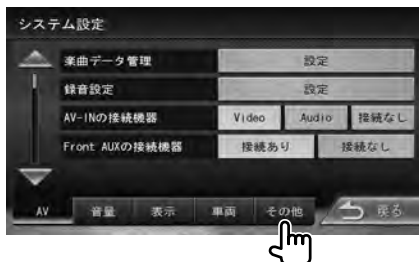 システム設定
楽曲データ管理 設定
録音設定 設定
AV-INの接続機器 Video Audio 接続なし
Front AUXの接続機器 接続あり 接続なし
AV 音量 表示 車両 その他 戻る